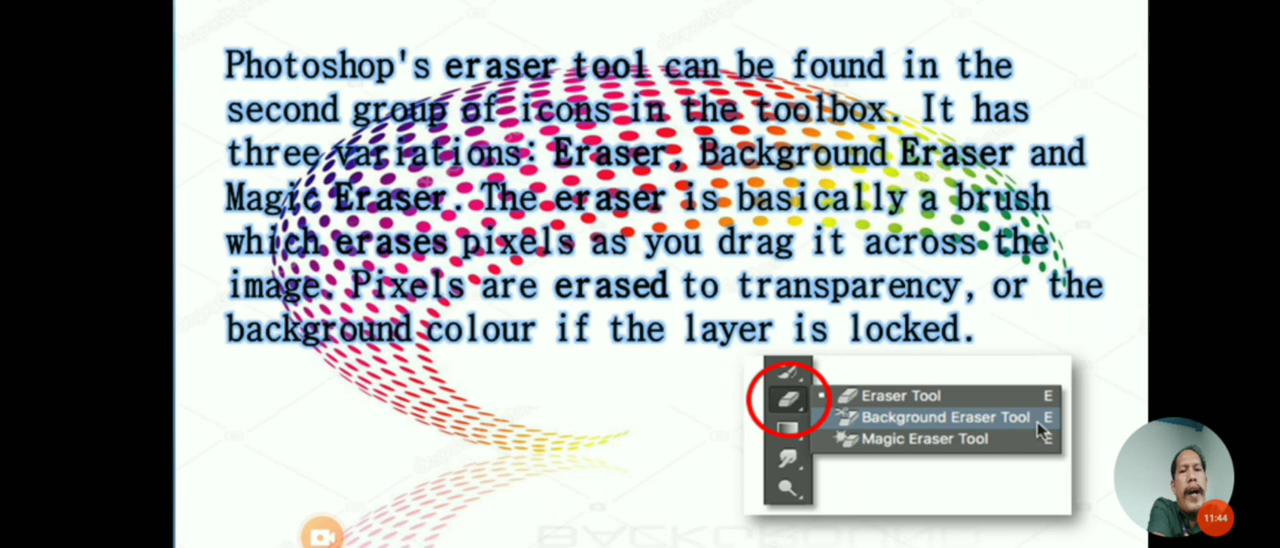 Photoshop's eraser tool can be found in the
second group of icons in the toolbox. It has
three variations: Eraser, Background Eraser and
Magic Eraser. The eraser is basically a brush
which erases pixels as you drag it across the
image. Pixels are erased to transparency, or the
background colour if the layer is locked.
Eraser Tool E
Background Eraser Tool E
Magic Eraser Tool E
11:44
BACKGROUND